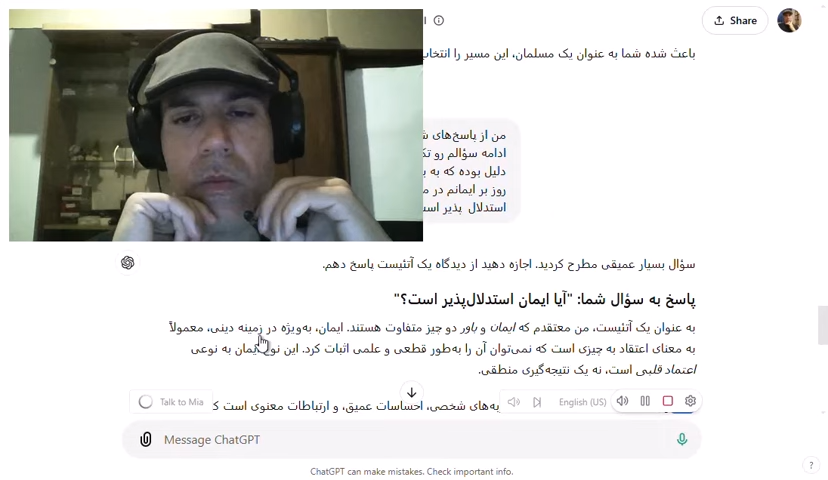 Share
باعث شده شما به عنوان یک مسلمان، این مسیر را انتخاب
من از پاسخ‌های
ادامه سؤالم رو
دلیل بوده که به
روز بر ایمانم در
استدلال پذیر
سؤال بسیار عمیقی مطرح کردید. اجازه دهید از دیدگاه یک آتئیست پاسخ دهم.
پاسخ به سؤال شما: "آیا ایمان استدلال‌پذیر است؟"
به عنوان یک آتئیست، من معتقدم که ایمان و باور دو چیز متفاوت هستند. ایمان، به‌ویژه در زمینه دینی، معمولاً
به معنای اعتقاد به چیزی است که نمی‌توان آن را به‌طور قطعی و علمی اثبات کرد. این نوع ایمان به نوعی
اعتماد قلبی است، نه یک نتیجه‌گیری منطقی.
به‌های شخصی، احساسات عمیق، و ارتباطات معنوی است که
Talk to Mia
English (US)
Message ChatGPT
ChatGPT can make mistakes. Check important info.
?